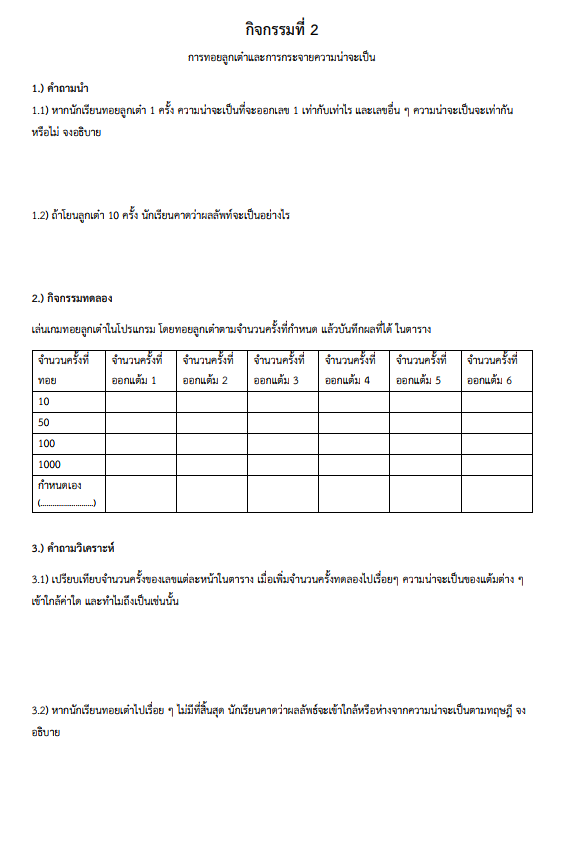 กิจกรรมที่ 2
การทอยลูกเต๋าและการกระจายความน่าจะเป็น
1.) คำถามนำ
1.1) หากนักเรียนทอยลูกเต๋า 1 ครั้ง ความน่าจะเป็นที่จะออกเลข 1 เท่ากับเท่าไร และเลขอื่น ๆ ความน่าจะเป็นจะเท่ากัน
หรือไม่ จงอธิบาย
1.2) ถ้าโยนลูกเต๋า 10 ครั้ง นักเรียนคาดว่าผลลัพท์จะเป็นอย่างไร
2.) กิจกรรมทดลอง
เล่นเกมทอยลูกเต๋าในโปรแกรม โดยทอยลูกเต๋าตามจำนวนครั้งที่กำหนด แล้วบันทึกผลที่ได้ ในตาราง
จำนวนครั้งที่ จำนวนครั้งที่ จำนวนครั้งที่ จำนวนครั้งที่ จำนวนครั้งที่ จำนวนครั้งที่ จำนวนครั้งที่
ทอย ออกแต้ม 1 ออกแต้ม 2 ออกแต้ม 3 ออกแต้ม 4 ออกแต้ม 5 ออกแต้ม 6
10
50
100
1000
กำหนดเอง
(..........................)
3.) คำถามวิเคราะห์
3.1) เปรียบเทียบจำนวนครั้งของเลขแต่ละหน้าในตาราง เมื่อเพิ่มจำนวนครั้งทดลองไปเรื่อยๆ ความน่าจะเป็นของแต้มต่าง ๆ
เข้าใกล้ค่าใด และทำไมถึงเป็นเช่นนั้น
3.2) หากนักเรียนทอยเต๋าไปเรื่อย ๆ ไม่มีที่สิ้นสุด นักเรียนคาดว่าผลลัพธ์จะเข้าใกล้หรือห่างจากความน่าจะเป็นตามทฤษฎี จง
อธิบาย